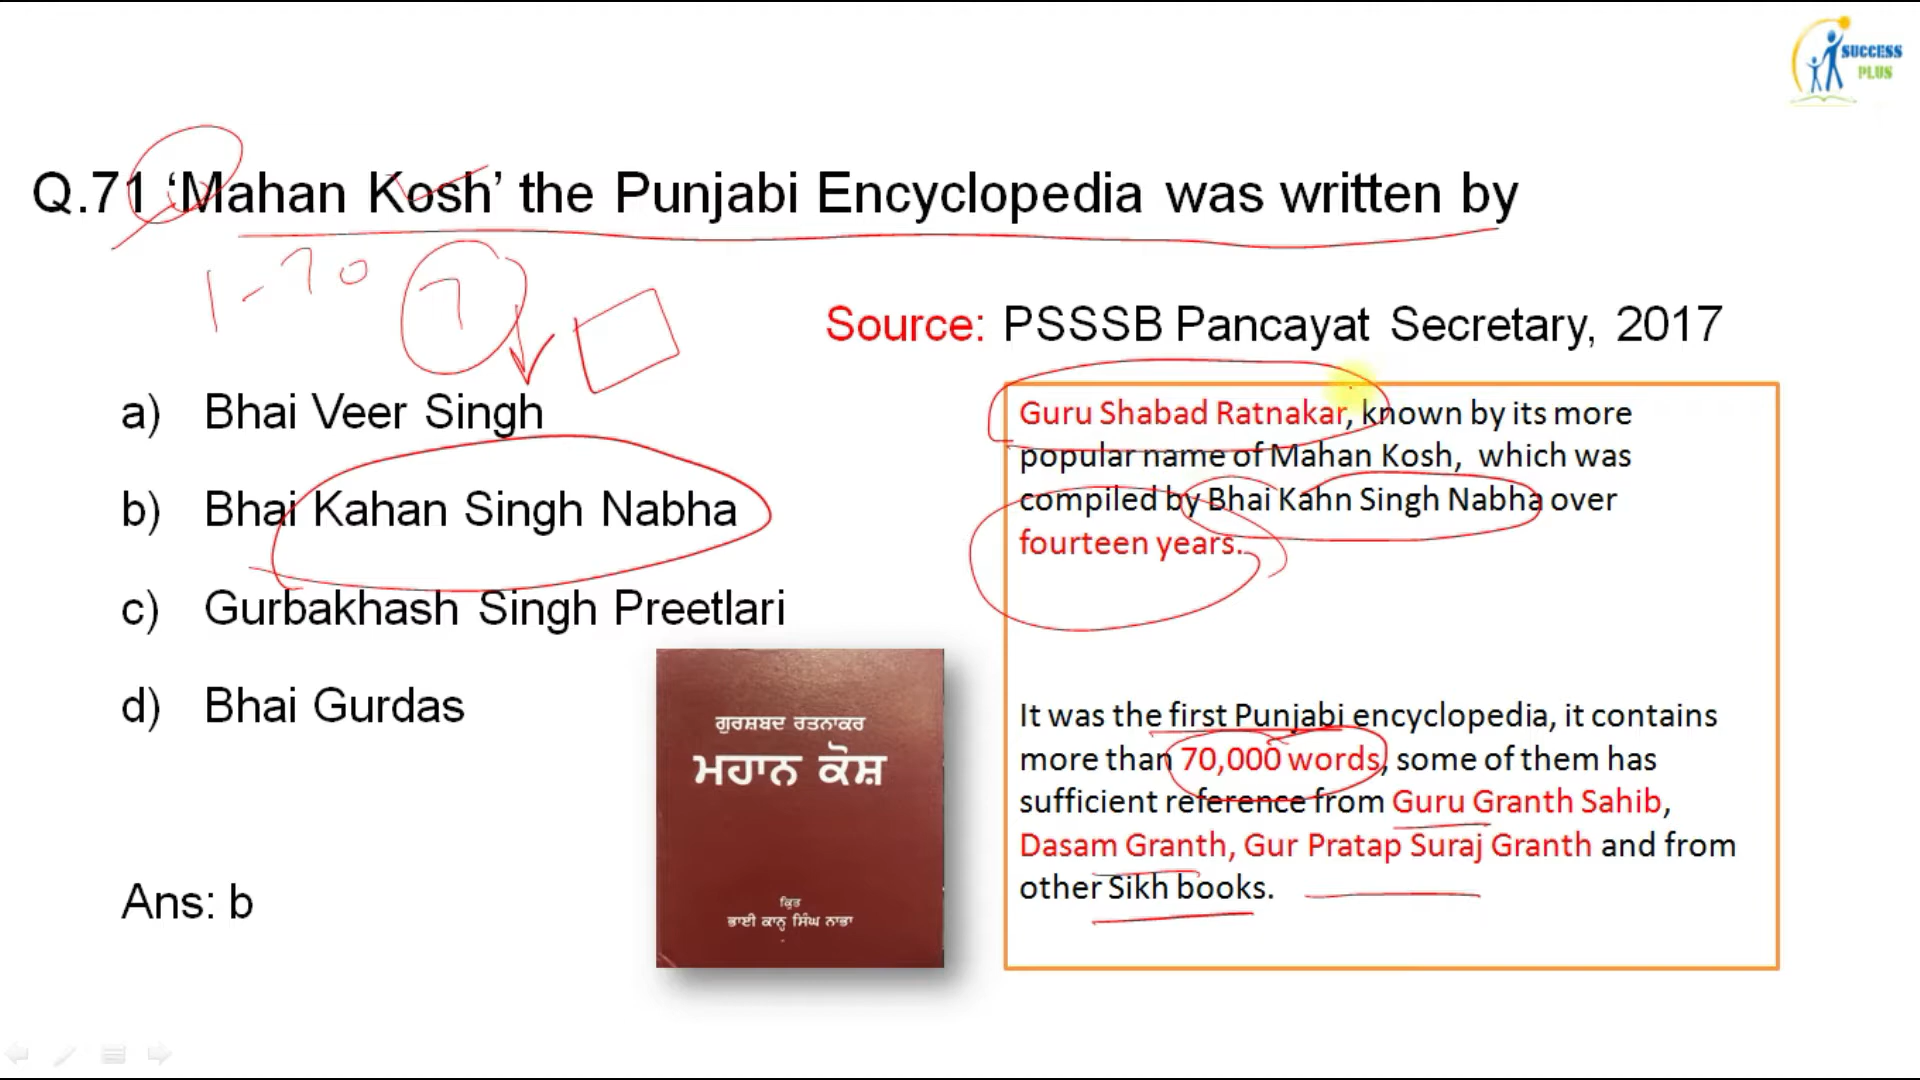 SUCCESS
PLUS
Q.71 ‘Mahan Kosh’ the Punjabi Encyclopedia was written by
1-70 7
Source: PSSSB Pancayat Secretary, 2017
a) Bhai Veer Singh
b) Bhai Kahan Singh Nabha
c) Gurbakhash Singh Preetlari
d) Bhai Gurdas
Ans: b
Guru Shabad Ratnakar, known by its more
popular name of Mahan Kosh, which was
compiled by Bhai Kahn Singh Nabha over
fourteen years.
It was the first Punjabi encyclopedia, it contains
more than 70,000 words, some of them has
sufficient reference from Guru Granth Sahib,
Dasam Granth, Gur Pratap Suraj Granth and from
other Sikh books.
ਗੁਰਸ਼ਬਦ ਰਤਨਾਕਰ
ਮਹਾਨ ਕੋਸ਼
ਕ੍ਰਿਤ
ਭਾਈ ਕਾਨ੍ਹ ਸਿੰਘ ਨਾਭਾ